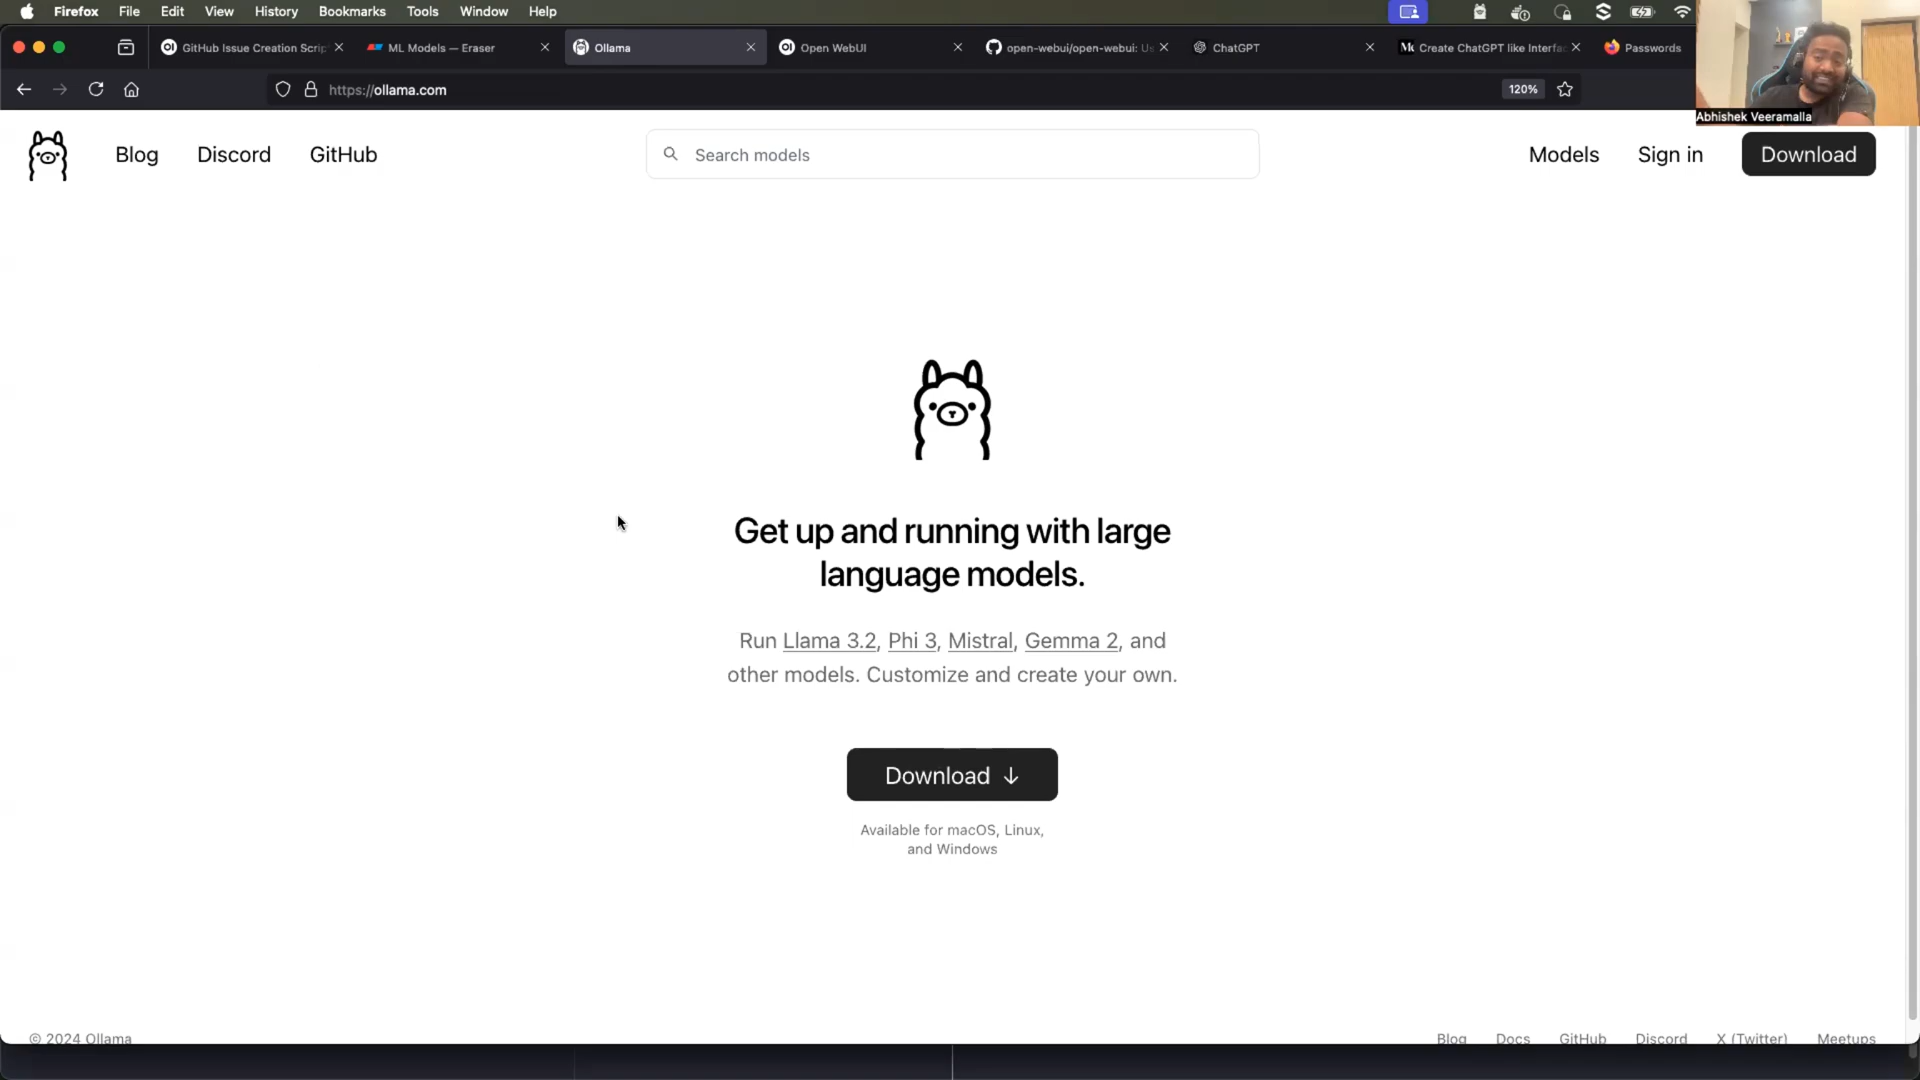 Firefox File Edit View History Bookmarks Tools Window Help
GitHub Issue Creation Scrip
ML Models — Eraser
Ollama
Open WebUI
open-webui/open-webui: Us
ChatGPT
Create ChatGPT like Interfac
Passwords
https://ollama.com
120%
Abhishek Veeramalla
Blog Discord GitHub
Search models
Models Sign in Download
Get up and running with large
language models.
Run Llama 3.2, Phi 3, Mistral, Gemma 2, and
other models. Customize and create your own.
Download ↓
Available for macOS, Linux,
and Windows
© 2024 Ollama
Blog Docs GitHub Discord X (Twitter) Meetups